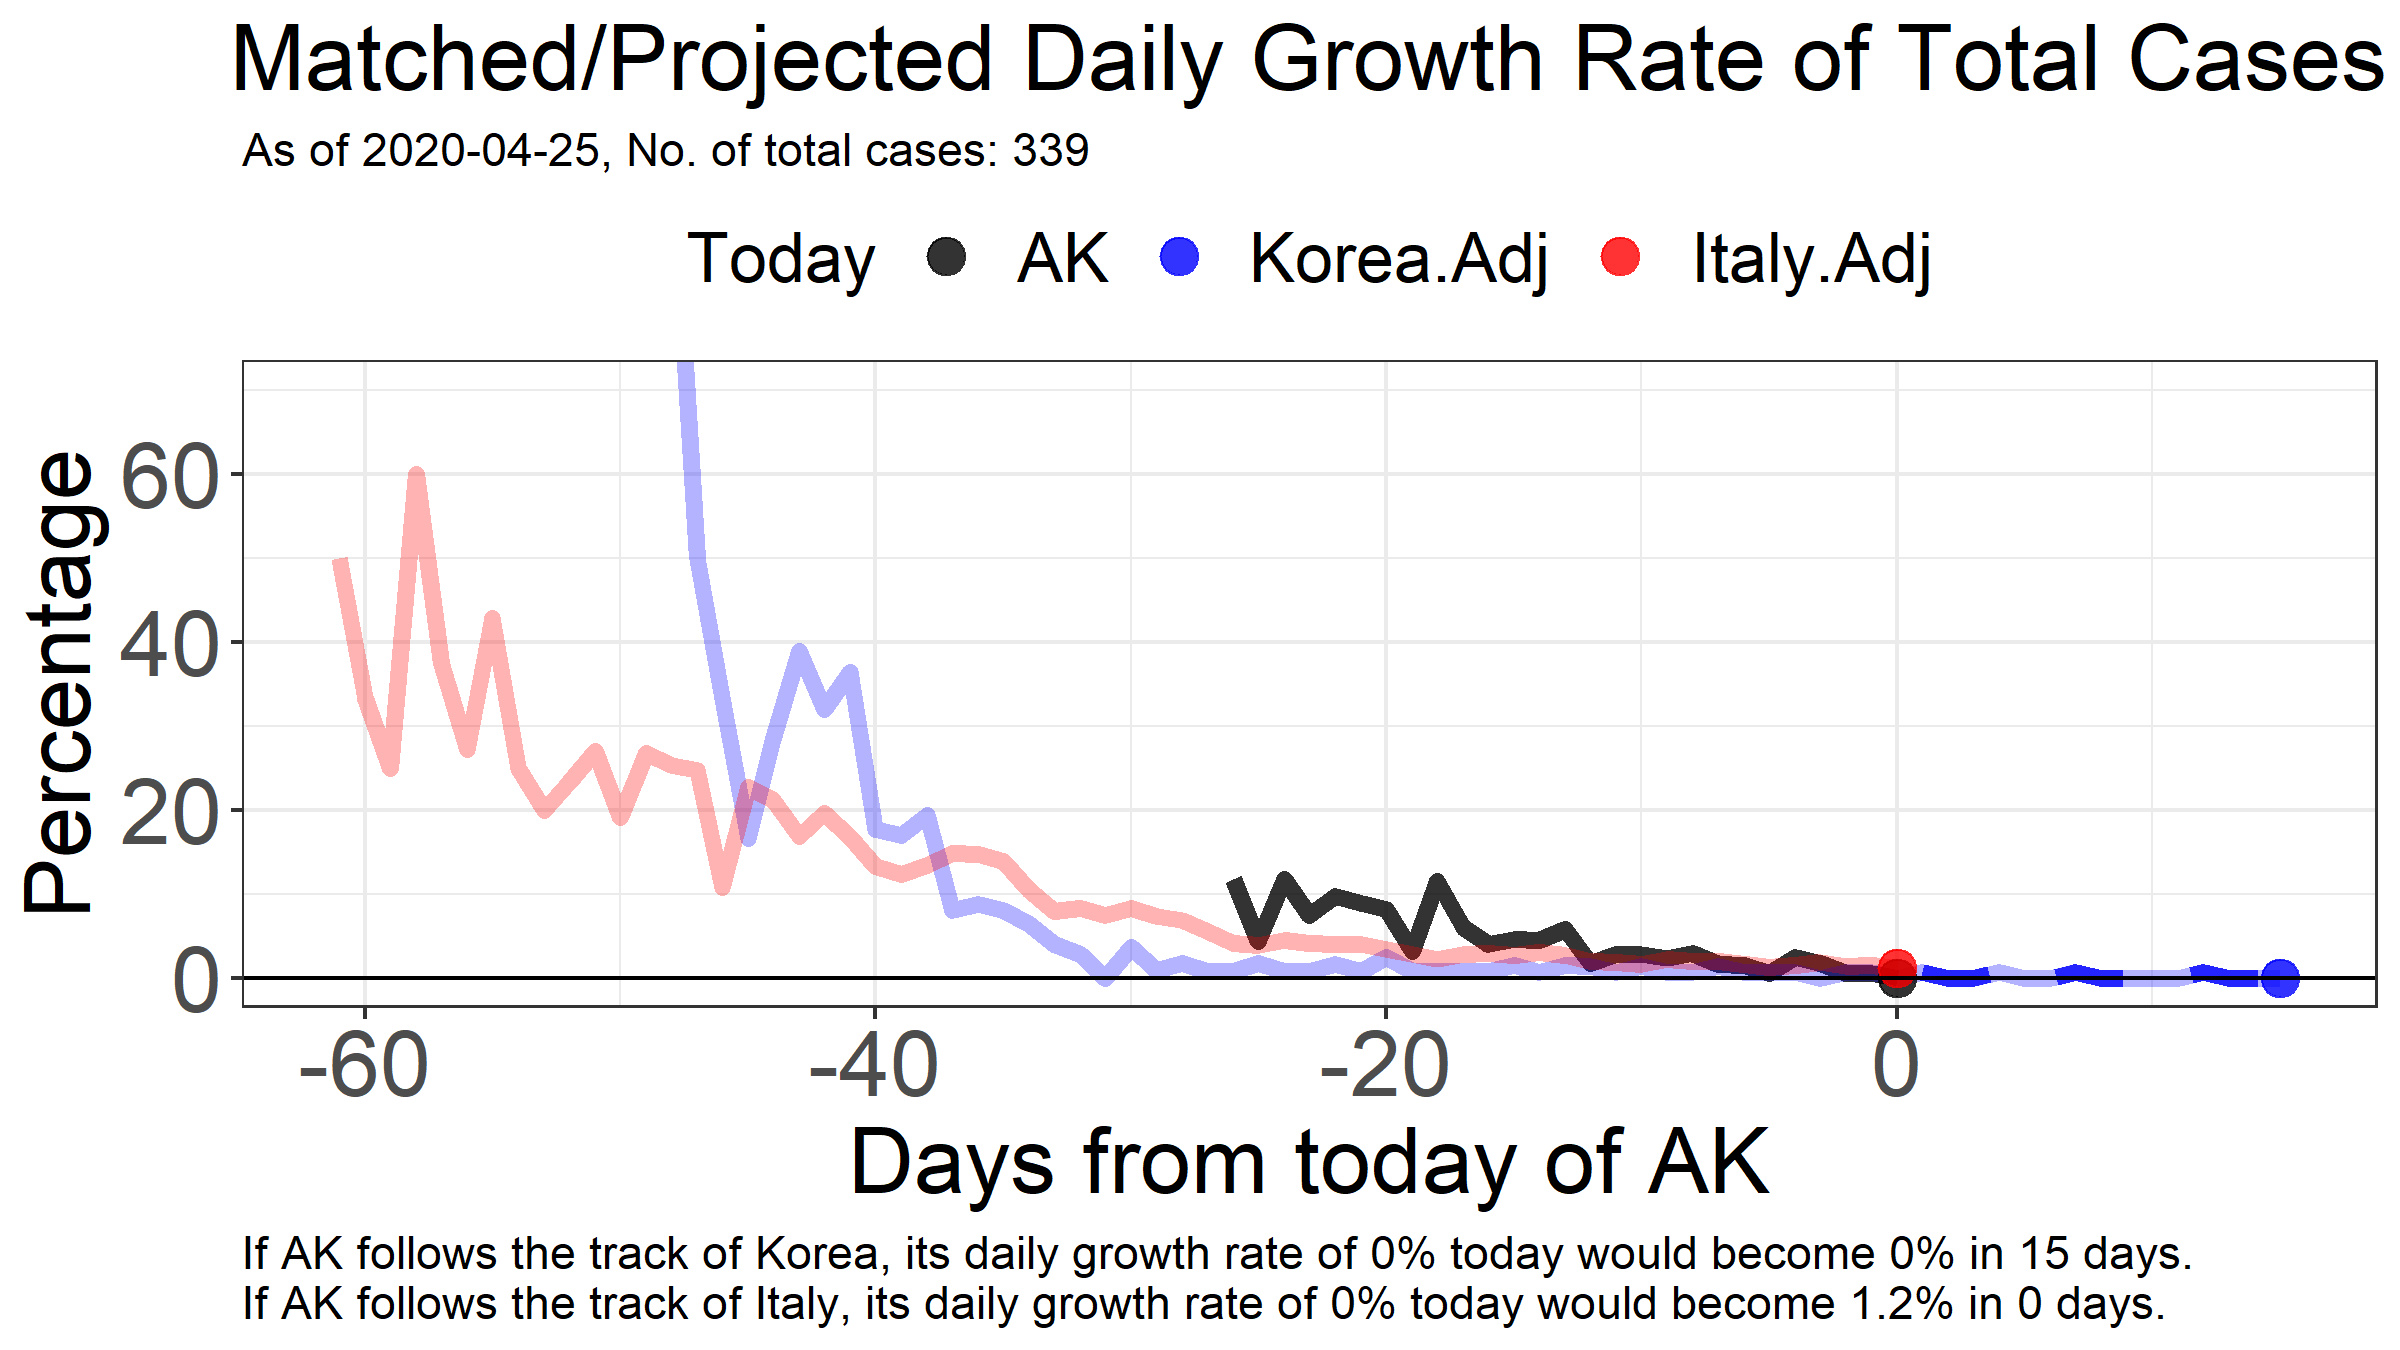 Matched/Projected Daily Growth Rate of Total Cases
As of 2020-04-25, No. of total cases: 339
Today AK Korea.Adj Italy.Adj
Percentage
60
40
20
0
-60 -40 -20 0
Days from today of AK
If AK follows the track of Korea, its daily growth rate of 0% today would become 0% in 15 days.
If AK follows the track of Italy, its daily growth rate of 0% today would become 1.2% in 0 days.